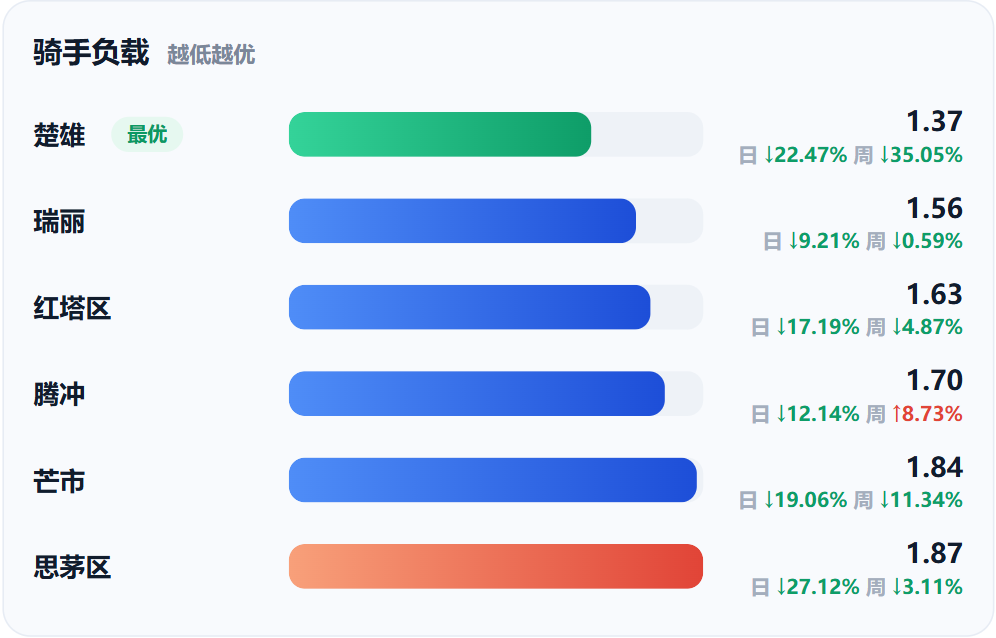 骑手负载 越低越优
楚雄 最优 1.37
日 ↓22.47% 周 ↓35.05%
瑞丽 1.56
日 ↓9.21% 周 ↓0.59%
红塔区 1.63
日 ↓17.19% 周 ↓4.87%
腾冲 1.70
日 ↓12.14% 周 ↑8.73%
芒市 1.84
日 ↓19.06% 周 ↓11.34%
思茅区 1.87
日 ↓27.12% 周 ↓3.11%